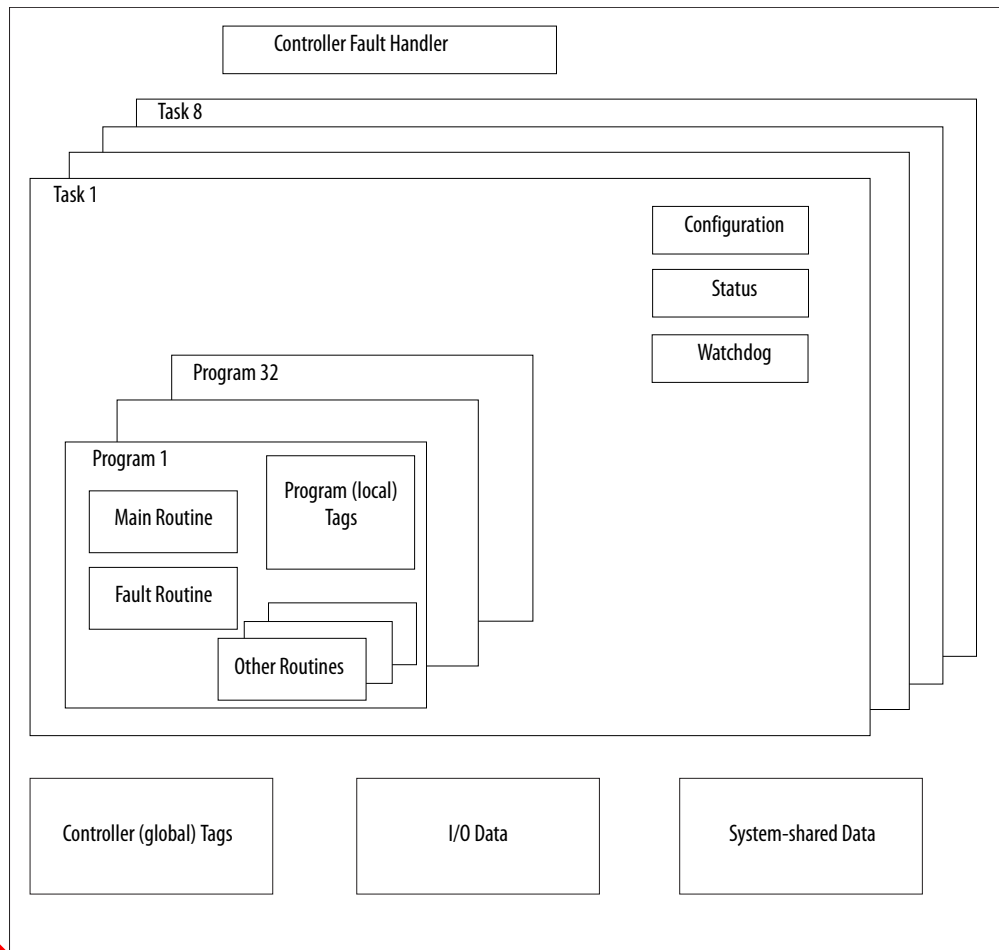 Controller Fault Handler
Task 8
Task 1
Configuration
Status
Watchdog
Program 32
Program 1
Program (local)
Tags
Main Routine
Fault Routine
Other Routines
Controller (global) Tags
I/O Data
System-shared Data